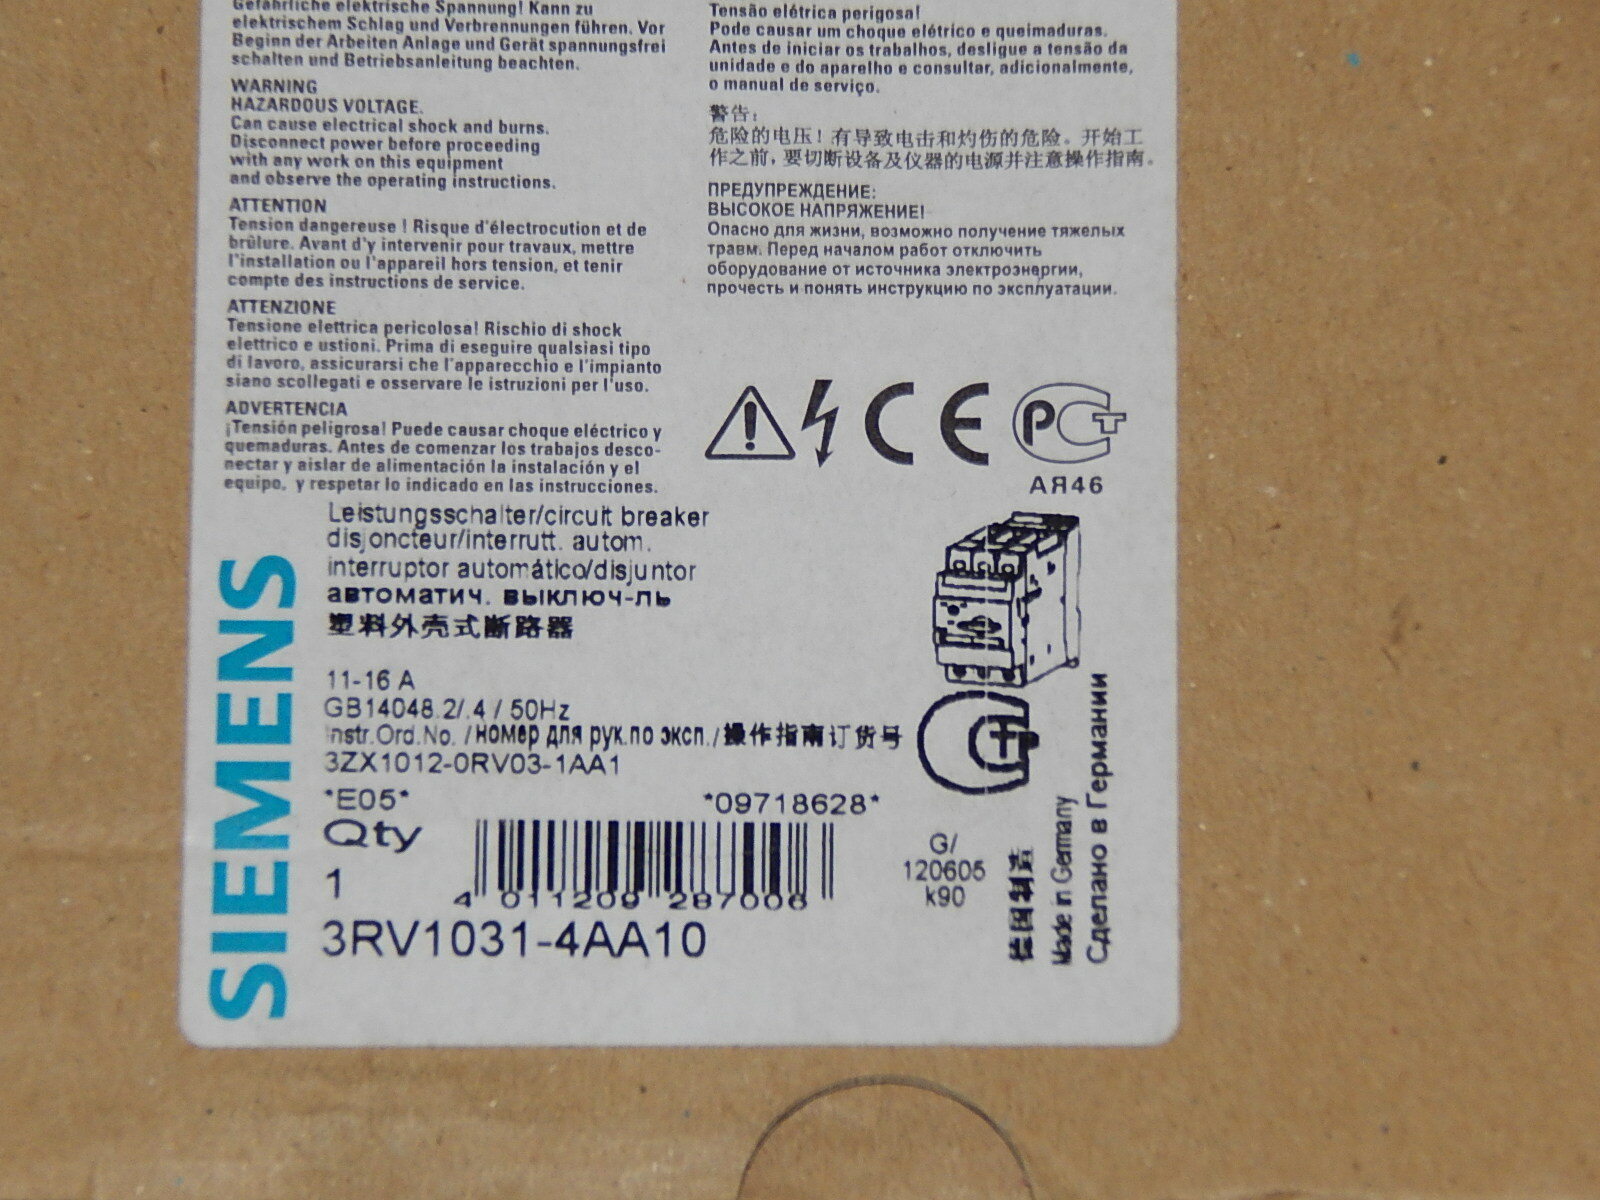 Gefährliche elektrische Spannung! Kann zu
elektrischem Schlag und Verbrennungen führen. Vor
Beginn der Arbeiten Anlage und Gerät spannungsfrei
schalten und Betriebsanleitung beachten.
WARNING
HAZARDOUS VOLTAGE.
Can cause electrical shock and burns.
Disconnect power before proceeding
with any work on this equipment
and observe the operating instructions.
ATTENTION
Tension dangereuse ! Risque d'électrocution et de
brûlure. Avant d'y intervenir pour travaux, mettre
l'installation ou l'appareil hors tension, et tenir
compte des instructions de service.
ATTENZIONE
Tensione elettrica pericolosa! Rischio di shock
elettrico e ustioni. Prima di eseguire qualsiasi tipo
di lavoro, assicurarsi che l'apparecchio e l'impianto
siano scollegati e osservare le istruzioni per l'uso.
ADVERTENCIA
¡Tensión peligrosa! Puede causar choque eléctrico y
quemaduras. Antes de comenzar los trabajos desco-
nectar y aislar de alimentación la instalación y el
equipo, y respetar lo indicado en las instrucciones.
Tensão elétrica perigosa!
Pode causar um choque elétrico e queimaduras.
Antes de iniciar os trabalhos, desligue a tensão da
unidade e do aparelho e consultar, adicionalmente,
o manual de serviço.
警告:
危险的电压！有导致电击和灼伤的危险。开始工
作之前，要切断设备及仪器的电源并注意操作指南。
ПРЕДУПРЕЖДЕНИЕ:
ВЫСОКОЕ НАПРЯЖЕНИЕ!
Опасно для жизни, возможно получение тяжелых
травм. Перед началом работ отключить
оборудование от источника электроэнергии,
прочесть и понять инструкцию по эксплуатации.
CE PCT
АЯ46
Leistungsschalter/circuit breaker
disjoncteur/interrutt. autom.
interruptor automático/disjuntor
автоматич. выключ-ль
塑料外壳式断路器
11-16 A
GB14048.2/.4 / 50Hz
Instr.Ord.No. /номер для рук.по эксп./操作指南订货号
3ZX1012-0RV03-1AA1
*E05* *09718628*
Qty
1
4 011209 287006
3RV1031-4AA10
G/
120605
k90
德国制造
Made in Germany
Сделано в Германии
SIEMENS